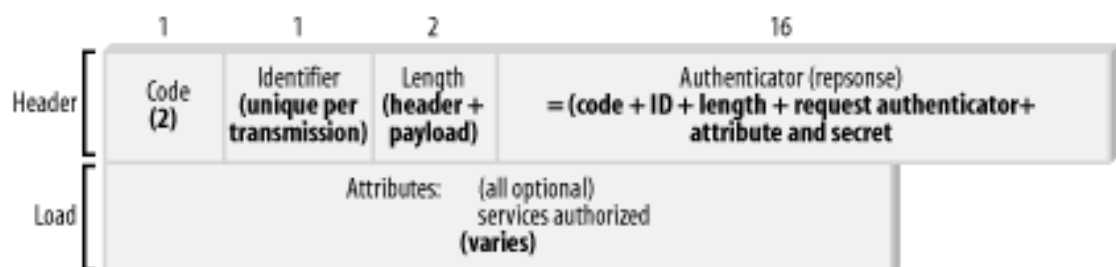 1 1 2 16
Header
Code
(2)
Identifier
(unique per
transmission)
Length
(header +
payload)
Authenticator (repsonse)
= (code + ID + length + request authenticator+
attribute and secret
Load
Attributes: (all optional)
services authorized
(varies)